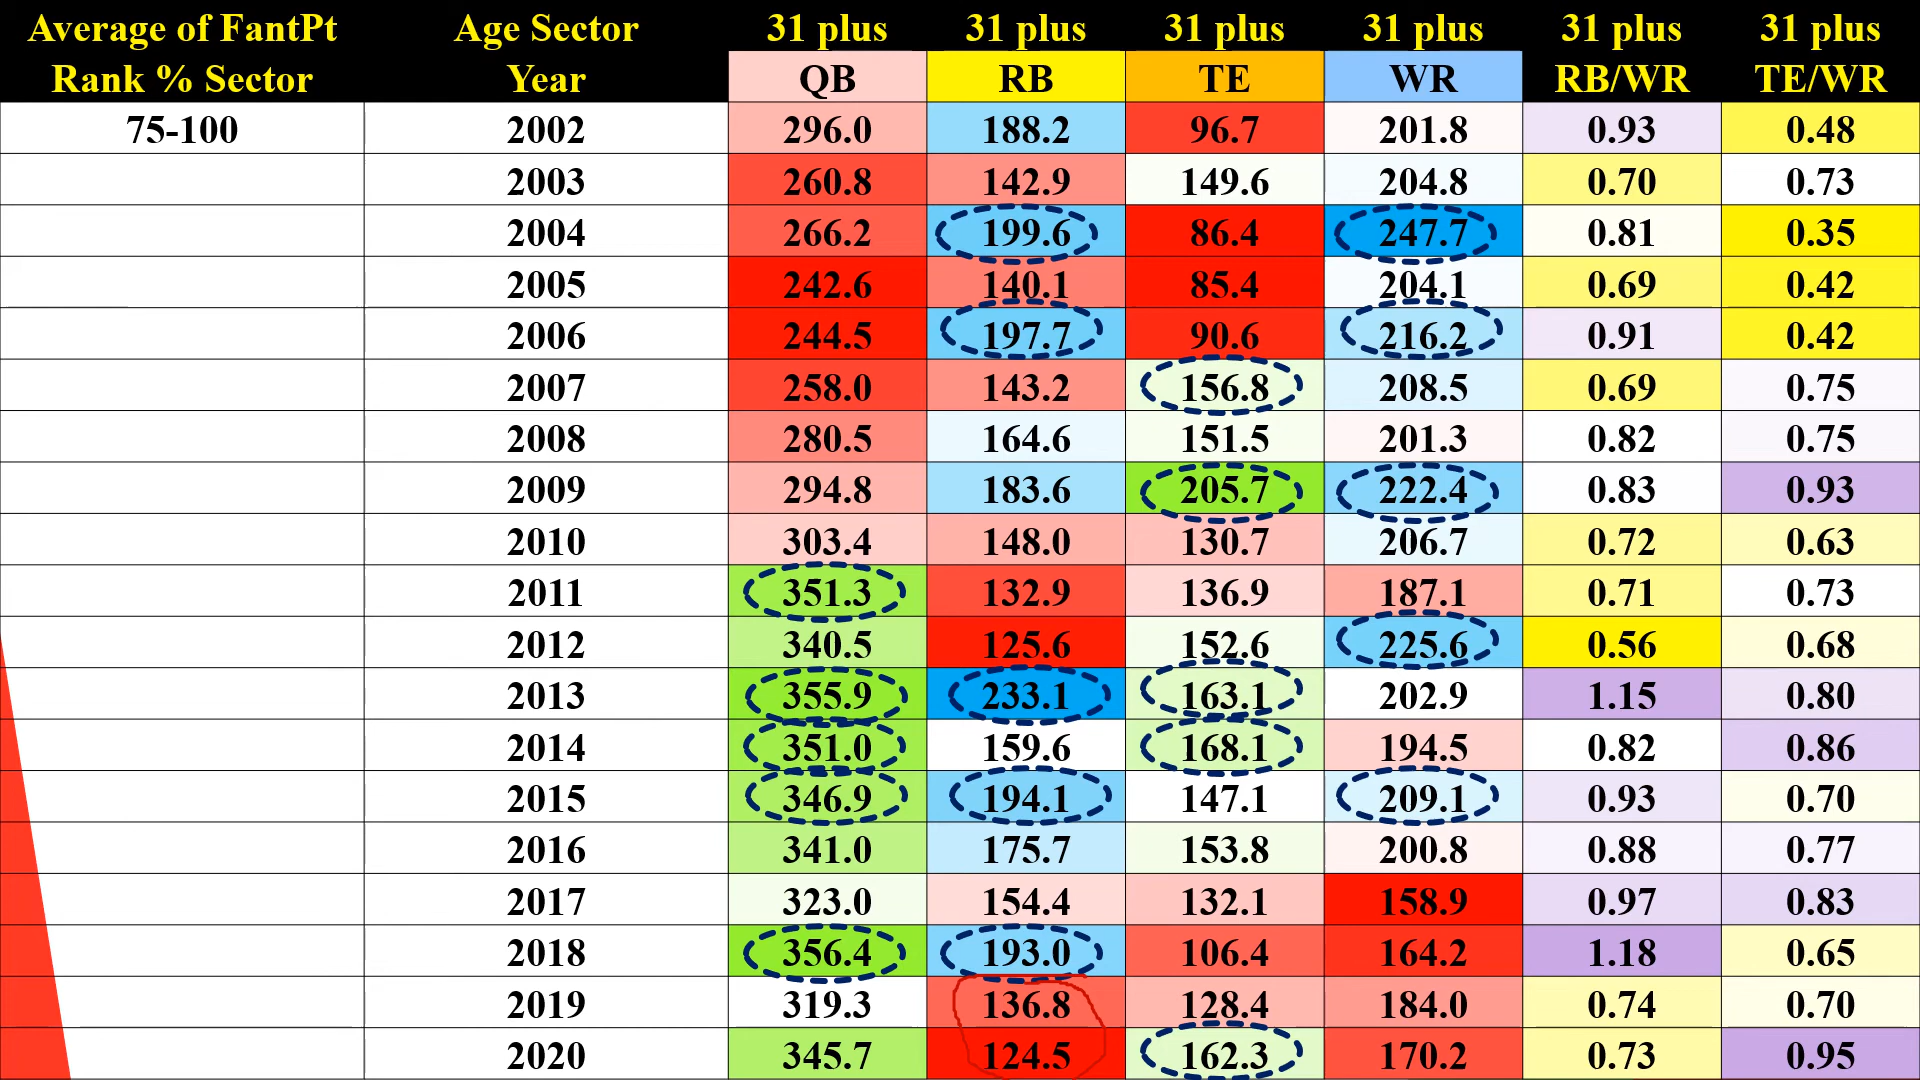 Average of FantPt Age Sector 31 plus 31 plus 31 plus 31 plus 31 plus 31 plus
Rank % Sector Year QB RB TE WR RB/WR TE/WR
75-100 2002 296.0 188.2 96.7 201.8 0.93 0.48
2003 260.8 142.9 149.6 204.8 0.70 0.73
2004 266.2 199.6 86.4 247.7 0.81 0.35
2005 242.6 140.1 85.4 204.1 0.69 0.42
2006 244.5 197.7 90.6 216.2 0.91 0.42
2007 258.0 143.2 156.8 208.5 0.69 0.75
2008 280.5 164.6 151.5 201.3 0.82 0.75
2009 294.8 183.6 205.7 222.4 0.83 0.93
2010 303.4 148.0 130.7 206.7 0.72 0.63
2011 351.3 132.9 136.9 187.1 0.71 0.73
2012 340.5 125.6 152.6 225.6 0.56 0.68
2013 355.9 233.1 163.1 202.9 1.15 0.80
2014 351.0 159.6 168.1 194.5 0.82 0.86
2015 346.9 194.1 147.1 209.1 0.93 0.70
2016 341.0 175.7 153.8 200.8 0.88 0.77
2017 323.0 154.4 132.1 158.9 0.97 0.83
2018 356.4 193.0 106.4 164.2 1.18 0.65
2019 319.3 136.8 128.4 184.0 0.74 0.70
2020 345.7 124.5 162.3 170.2 0.73 0.95